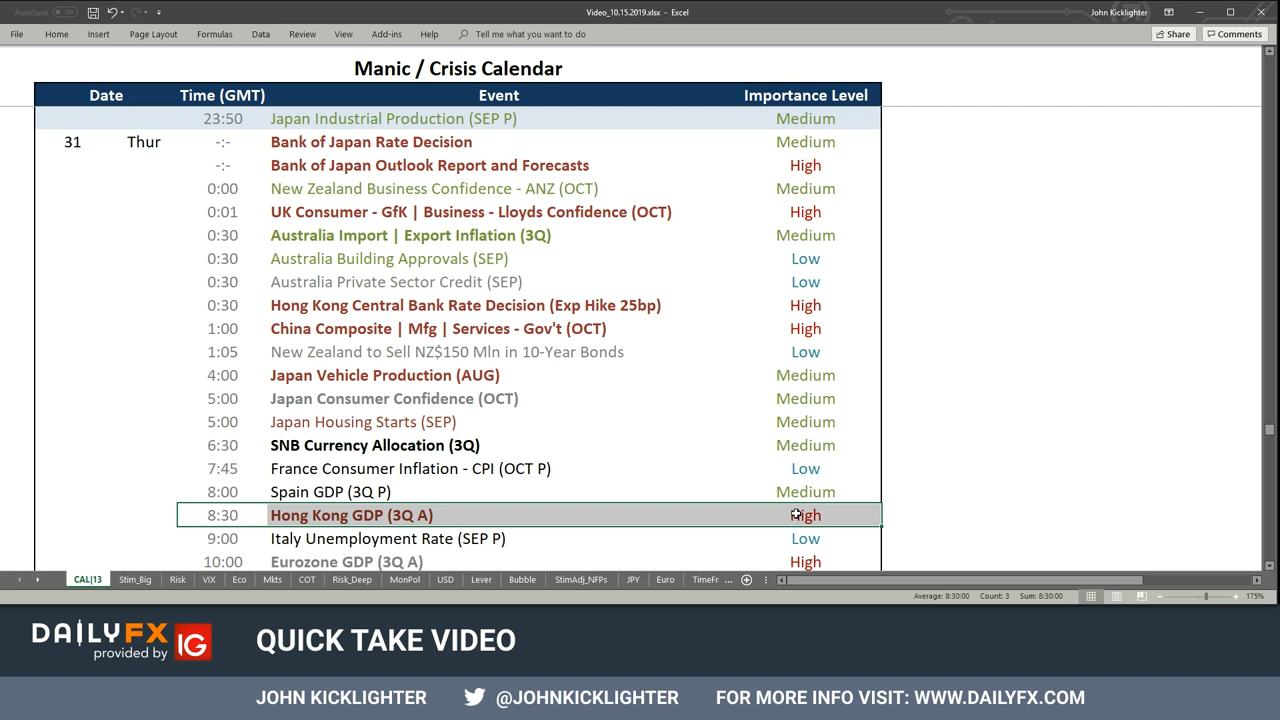 AutoSave Off
Video_10.15.2019.xlsx - Excel
John Kicklighter
File Home Insert Page Layout Formulas Data Review View Add-ins Help Tell me what you want to do Share Comments
Manic / Crisis Calendar
Date Time (GMT) Event Importance Level
23:50 Japan Industrial Production (SEP P) Medium
31 Thur -:- Bank of Japan Rate Decision Medium
-:- Bank of Japan Outlook Report and Forecasts High
0:00 New Zealand Business Confidence - ANZ (OCT) Medium
0:01 UK Consumer - GfK | Business - Lloyds Confidence (OCT) High
0:30 Australia Import | Export Inflation (3Q) Medium
0:30 Australia Building Approvals (SEP) Low
0:30 Australia Private Sector Credit (SEP) Low
0:30 Hong Kong Central Bank Rate Decision (Exp Hike 25bp) High
1:00 China Composite | Mfg | Services - Gov't (OCT) High
1:05 New Zealand to Sell NZ$150 Mln in 10-Year Bonds Low
4:00 Japan Vehicle Production (AUG) Medium
5:00 Japan Consumer Confidence (OCT) Medium
5:00 Japan Housing Starts (SEP) Medium
6:30 SNB Currency Allocation (3Q) Medium
7:45 France Consumer Inflation - CPI (OCT P) Low
8:00 Spain GDP (3Q P) Medium
8:30 Hong Kong GDP (3Q A) High
9:00 Italy Unemployment Rate (SEP P) Low
10:00 Eurozone GDP (3Q A) High
CAL|13 Stim_Big Risk VIX Eco Mkts COT Risk_Deep MonPol USD Lever Bubble StimAdj_NFPs JPY Euro TimeFr ...
Average: 8:30:00 Count: 3 Sum: 8:30:00 175%
DAILYFX
provided by IG
QUICK TAKE VIDEO
JOHN KICKLIGHTER @JOHNKICKLIGHTER FOR MORE INFO VISIT: WWW.DAILYFX.COM